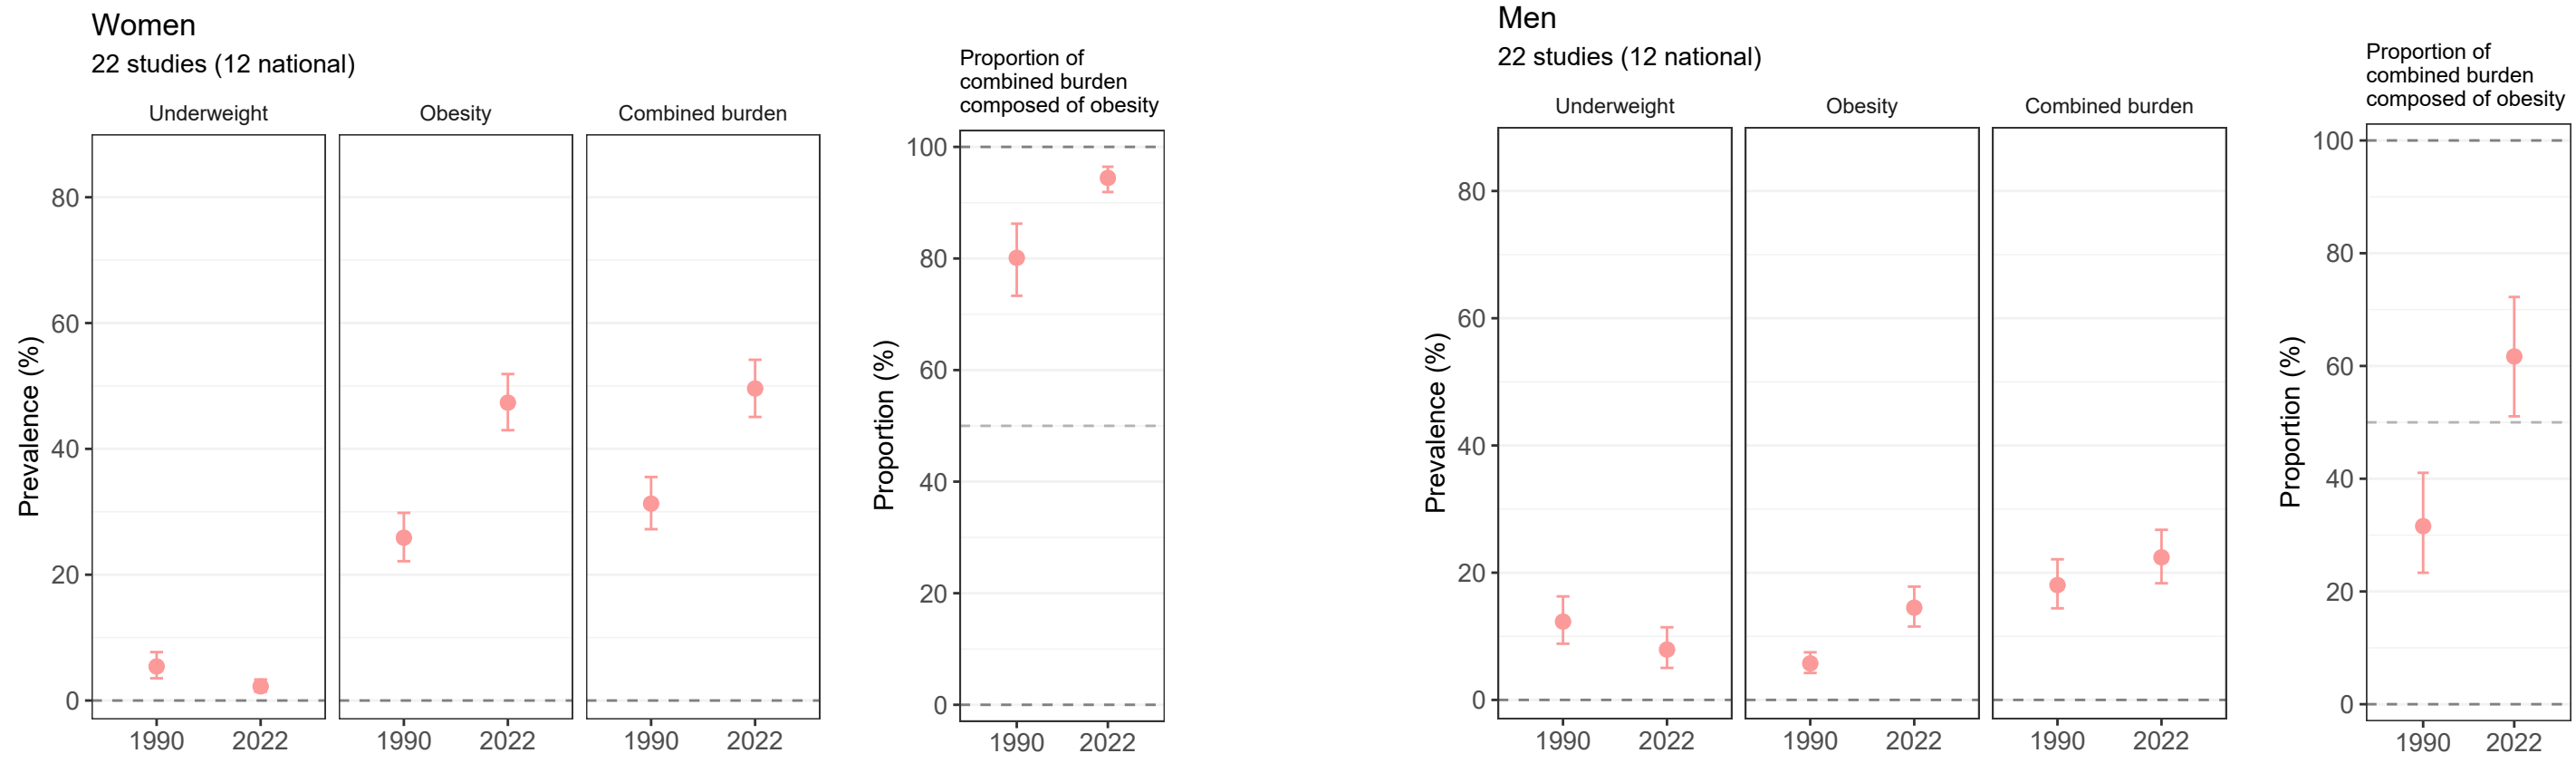 Women
22 studies (12 national)
Underweight
Obesity
Combined burden
Prevalence (%)
80
60
40
20
0
1990
2022
1990
2022
1990
2022
Proportion of
combined burden
composed of obesity
Proportion (%)
100
80
60
40
20
0
1990
2022
Men
22 studies (12 national)
Underweight
Obesity
Combined burden
Prevalence (%)
80
60
40
20
0
1990
2022
1990
2022
1990
2022
Proportion of
combined burden
composed of obesity
Proportion (%)
100
80
60
40
20
0
1990
2022